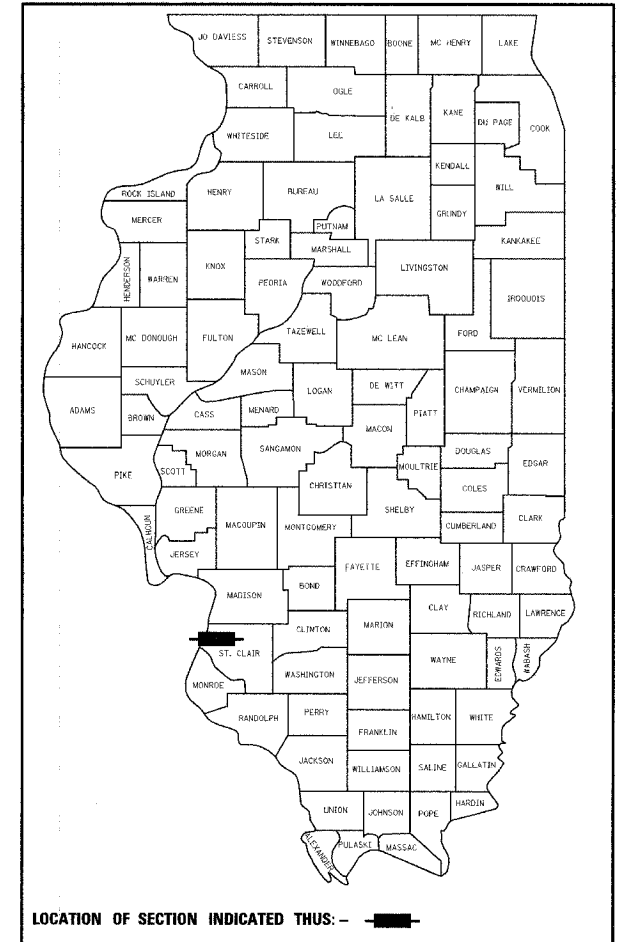 JO DAVIESS STEVENSON WINNEBAGO BOONE MC HENRY LAKE
CARROLL OGLE DE KALB KANE DU PAGE COOK
WHITESIDE LEE KENDALL WILL
ROCK ISLAND HENRY BUREAU LA SALLE GRUNDY
MERCER PUTNAM KANKAKEE
HENDERSON WARREN KNOX STARK MARSHALL LIVINGSTON
PEORIA WOODFORD IROQUOIS
HANCOCK MC DONOUGH FULTON TAZEWELL MC LEAN FORD
SCHUYLER MASON LOGAN DE WITT CHAMPAIGN VERMILION
ADAMS BROWN CASS MENARD MACON PIATT
PIKE SCOTT MORGAN SANGAMON MOULTRIE DOUGLAS EDGAR
CHRISTIAN COLES
CALHOUN GREENE MACOUPIN MONTGOMERY SHELBY CUMBERLAND CLARK
JERSEY FAYETTE EFFINGHAM JASPER CRAWFORD
MADISON BOND CLAY RICHLAND LAWRENCE
ST. CLAIR CLINTON MARION WAYNE EDWARDS WABASH
MONROE WASHINGTON JEFFERSON
RANDOLPH PERRY HAMILTON WHITE
FRANKLIN
JACKSON WILLIAMSON SALINE GALLATIN
UNION JOHNSON POPE HARDIN
ALEXANDER PULASKI MASSAC
LOCATION OF SECTION INDICATED THUS: -